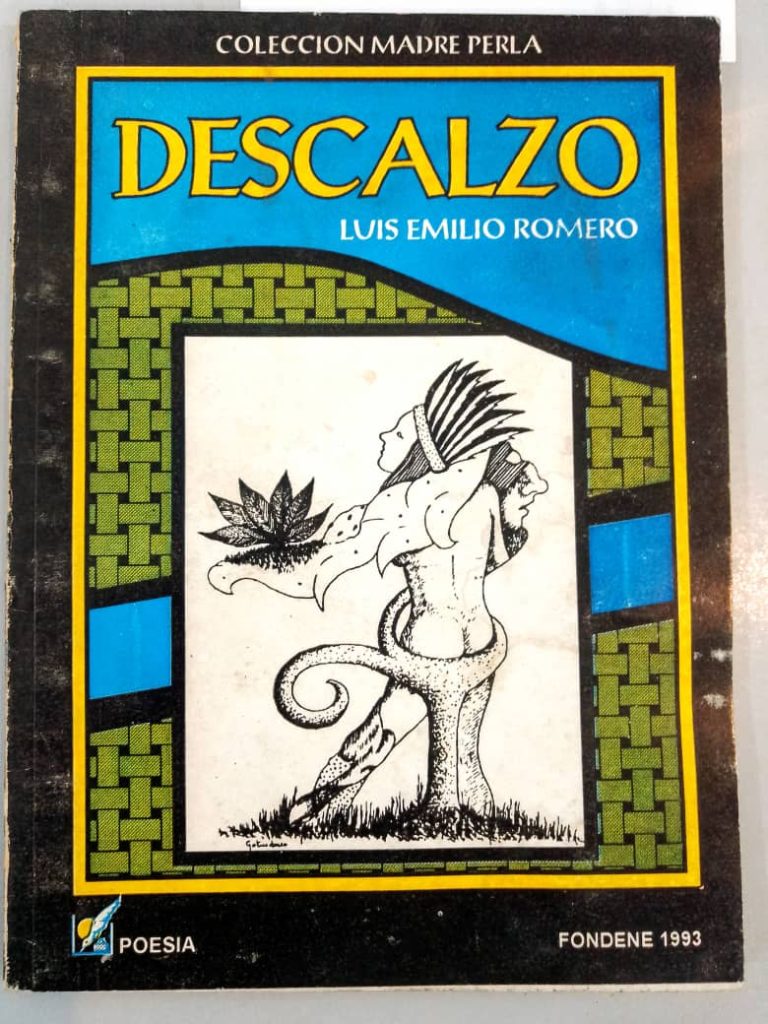 COLECCION MADRE PERLA
DESCALZO
LUIS EMILIO ROMERO
POESIA
FONDENE 1993